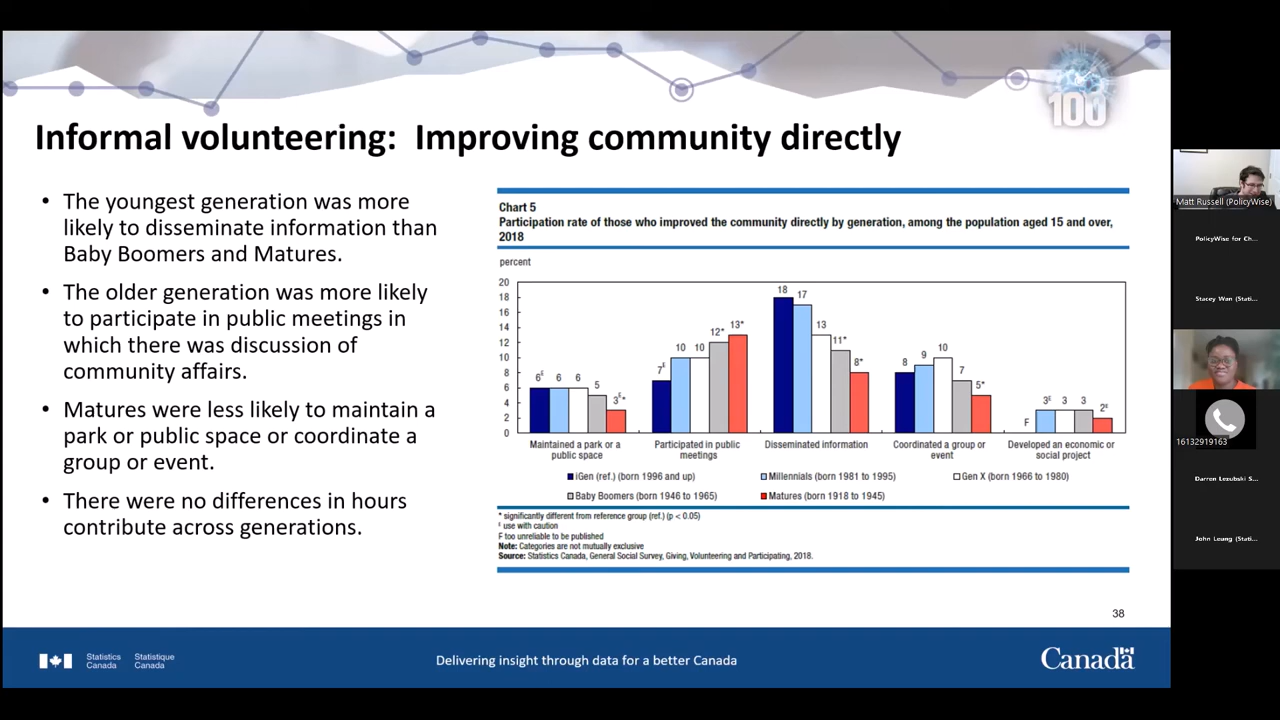 100
Informal volunteering: Improving community directly
• The youngest generation was more
likely to disseminate information than
Baby Boomers and Matures.
• The older generation was more likely
to participate in public meetings in
which there was discussion of
community affairs.
• Matures were less likely to maintain a
park or public space or coordinate a
group or event.
• There were no differences in hours
contribute across generations.
Chart 5
Participation rate of those who improved the community directly by generation, among the population aged 15 and over,
2018
percent
20
18
16
14
12
10
8
6
4
2
0
6ᴱ 6 6 5 3ᴱ*
7ᴱ 10 10 12* 13*
18 17 13 11* 8*
8 9 10 7 5*
F 3ᴱ 3 3 2ᴱ
Maintained a park or a
public space
Participated in public
meetings
Disseminated information
Coordinated a group or
event
Developed an economic or
social project
iGen (ref.) (born 1996 and up)
Millennials (born 1981 to 1995)
Gen X (born 1966 to 1980)
Baby Boomers (born 1946 to 1965)
Matures (born 1918 to 1945)
* significantly different from reference group (ref.) (p < 0.05)
ᴱ use with caution
F too unreliable to be published
Note: Categories are not mutually exclusive
Source: Statistics Canada, General Social Survey, Giving, Volunteering and Participating, 2018.
38
Statistics Canada
Statistique Canada
Delivering insight through data for a better Canada
Canada
Matt Russell (PolicyWise)
PolicyWise for Ch...
Stacey Wan (Stati...
16132919163
Darren Lezubski S...
John Leung (Stati...